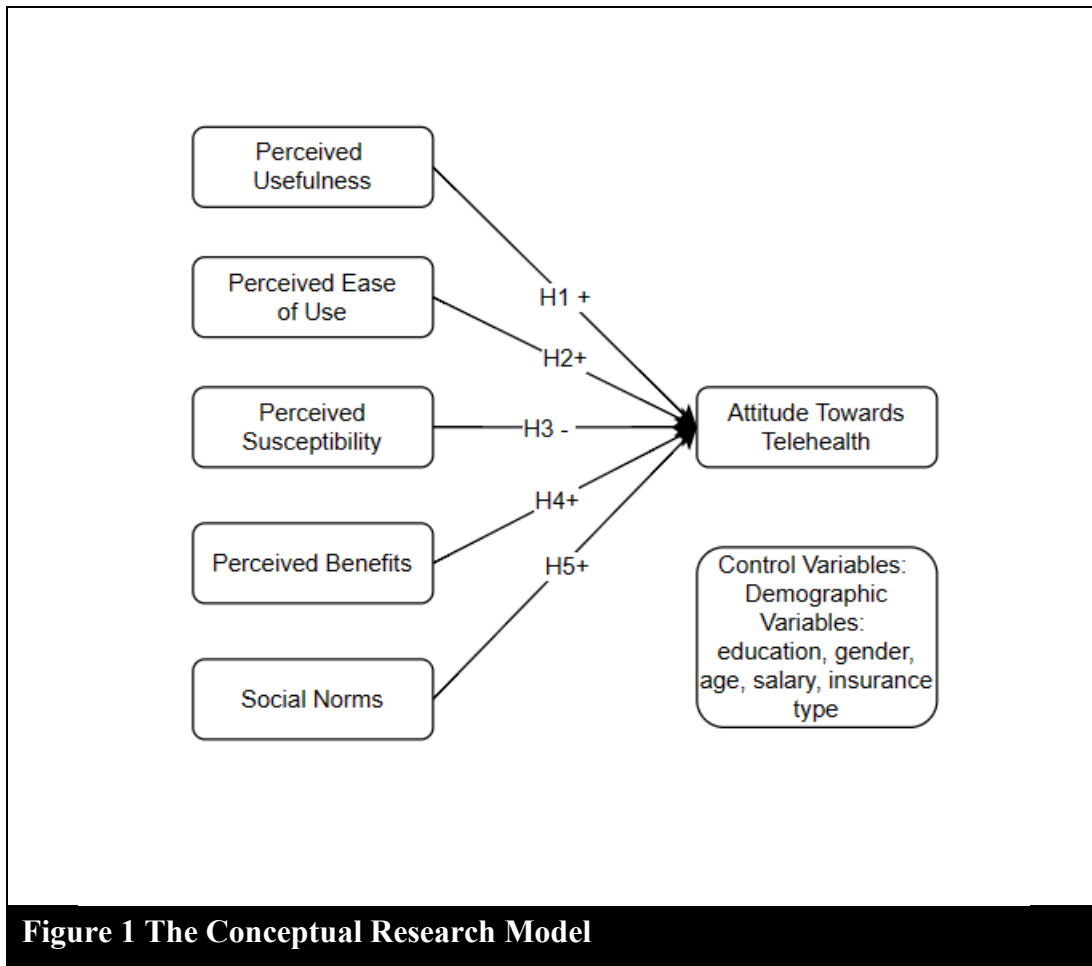 Perceived
Usefulness
H1 +
Perceived Ease
of Use
H2+
Perceived
Susceptibility
H3 -
Attitude Towards
Telehealth
H4+
Perceived Benefits
H5+
Control Variables:
Demographic
Variables:
education, gender,
age, salary, insurance
type
Social Norms
Figure 1 The Conceptual Research Model